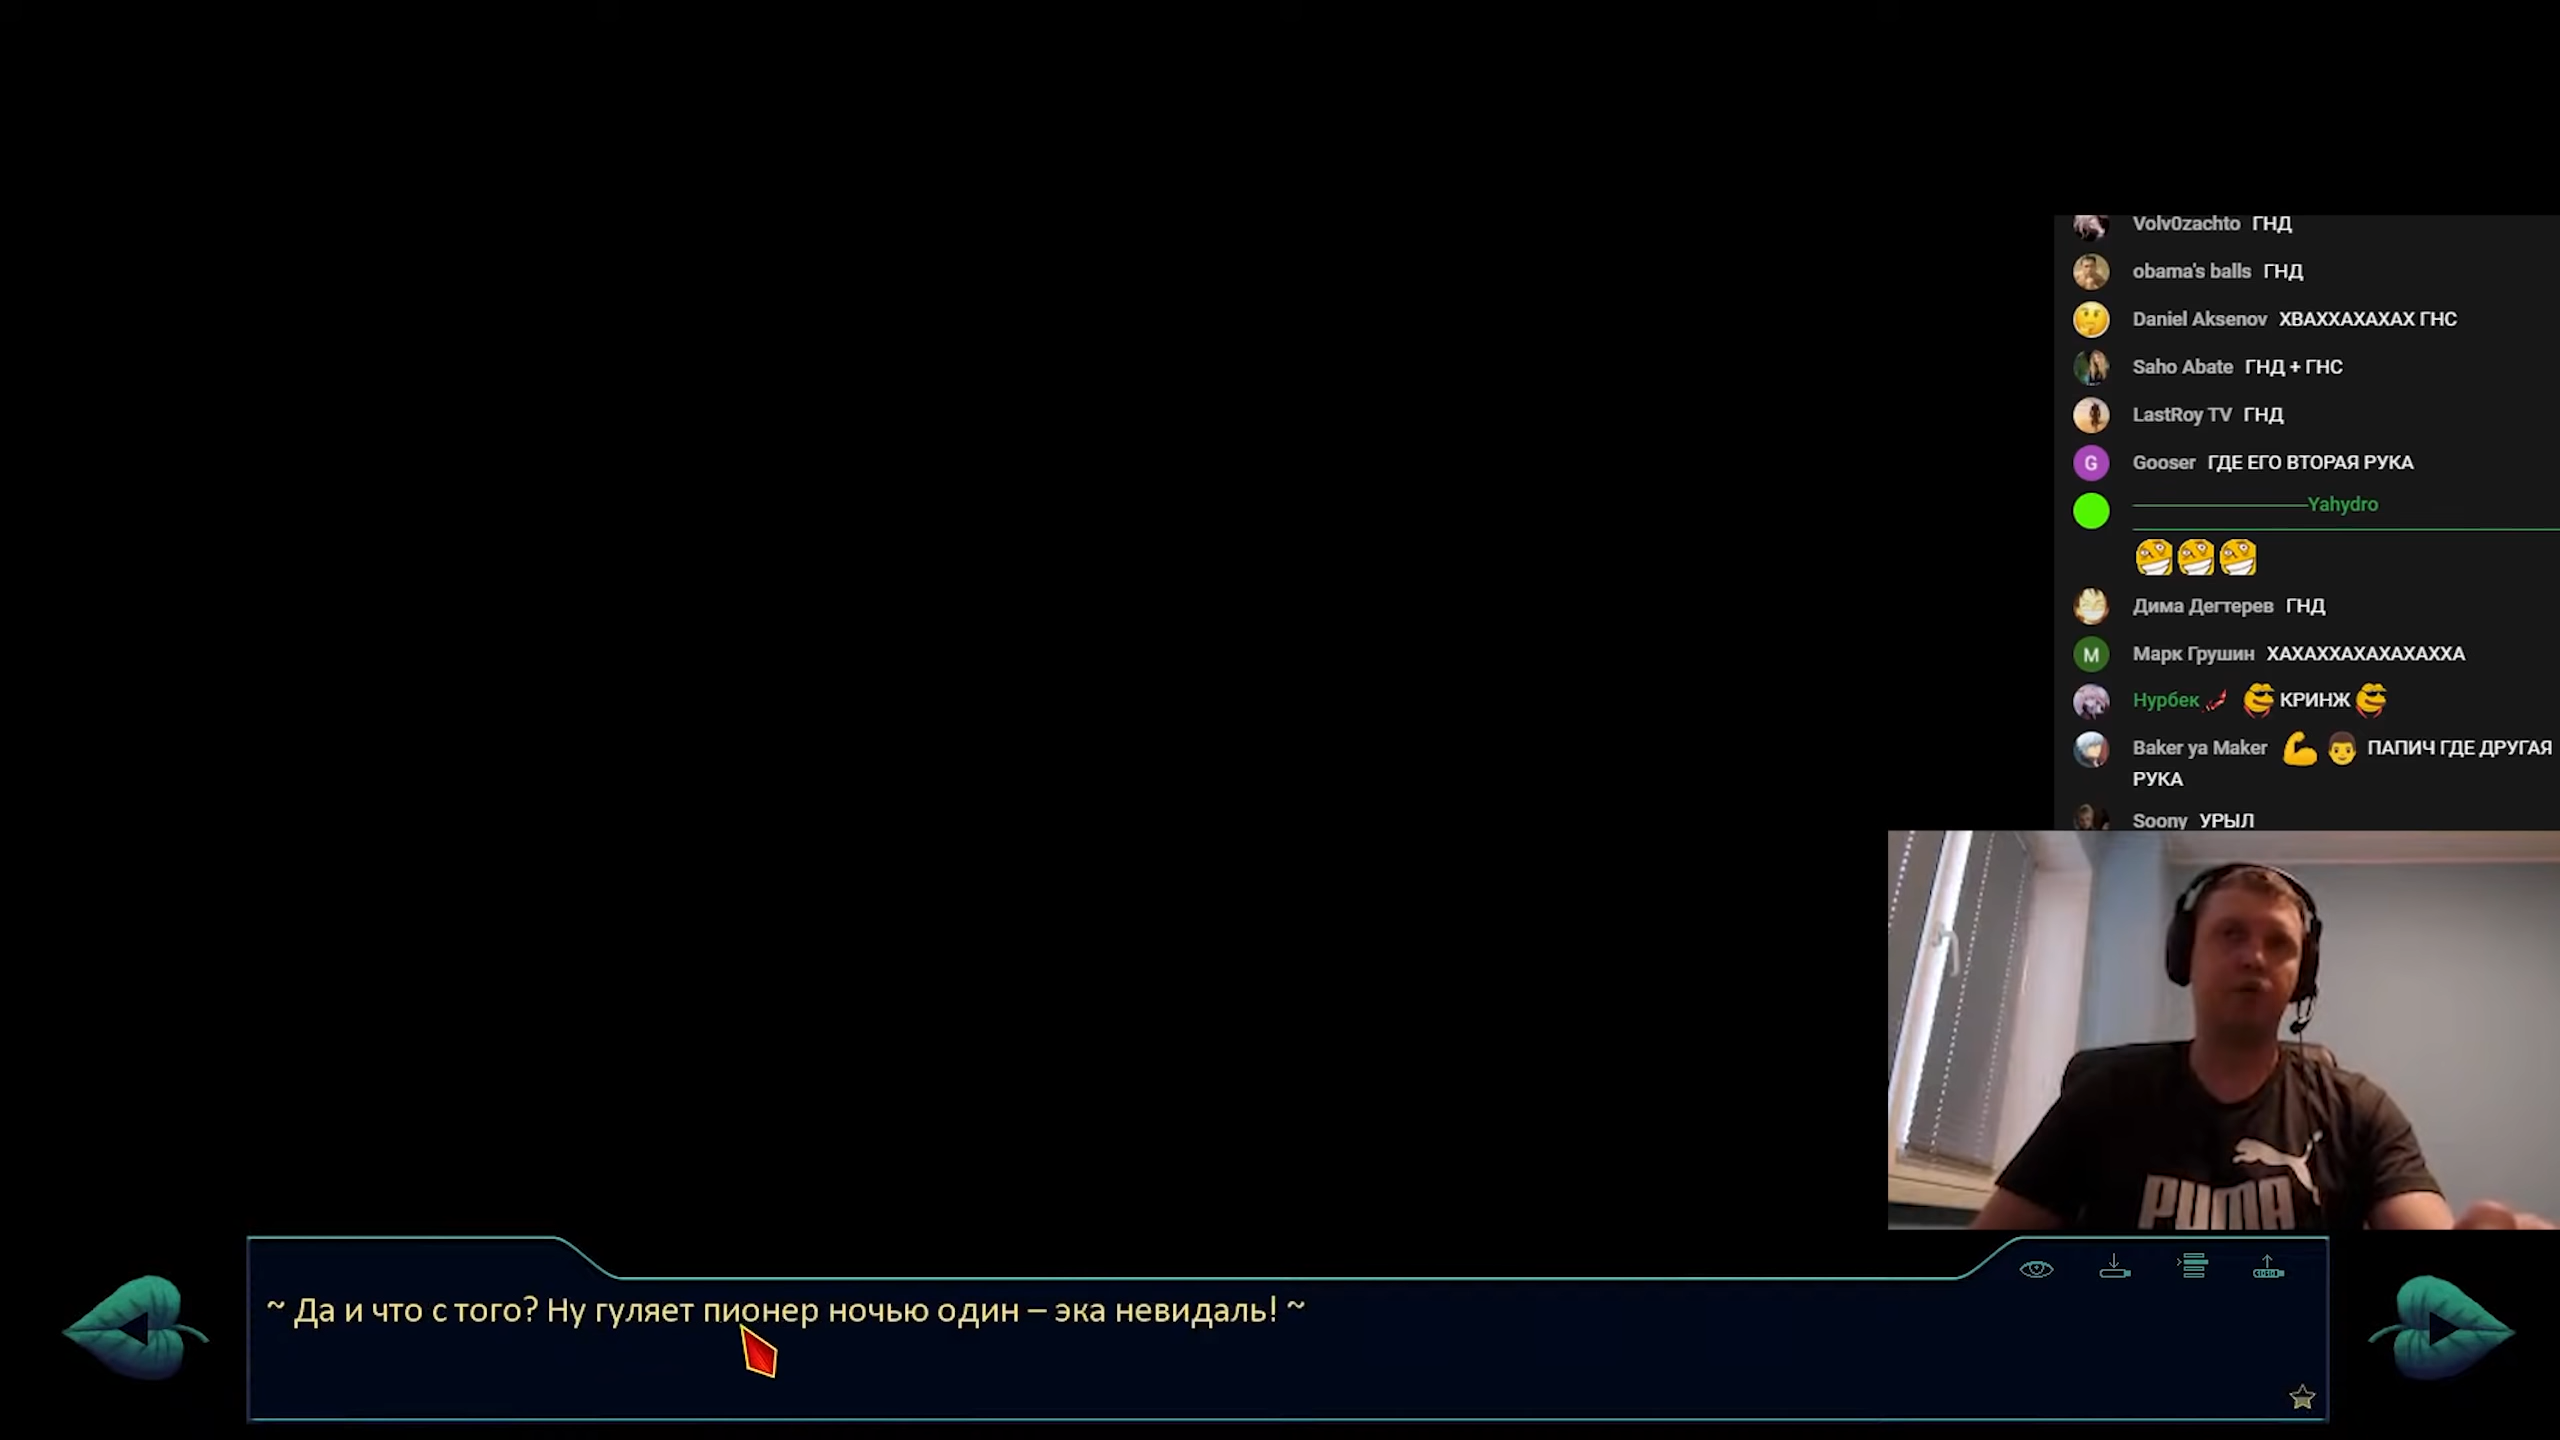 Volv0zachto ГНД
obama's balls ГНД
Daniel Aksenov ХВАХХАХАХАХ ГНС
Saho Abate ГНД + ГНС
LastRoy TV ГНД
G Gooser ГДЕ ЕГО ВТОРАЯ РУКА
————————Yahydro
Дима Дегтерев ГНД
М Марк Грушин ХАХАХХАХАХАХАХХА
Нурбек КРИНЖ
Baker ya Maker ПАПИЧ ГДЕ ДРУГАЯ
РУКА
Soony УРЫЛ
PUMA
~ Да и что с того? Ну гуляет пионер ночью один – эка невидаль! ~